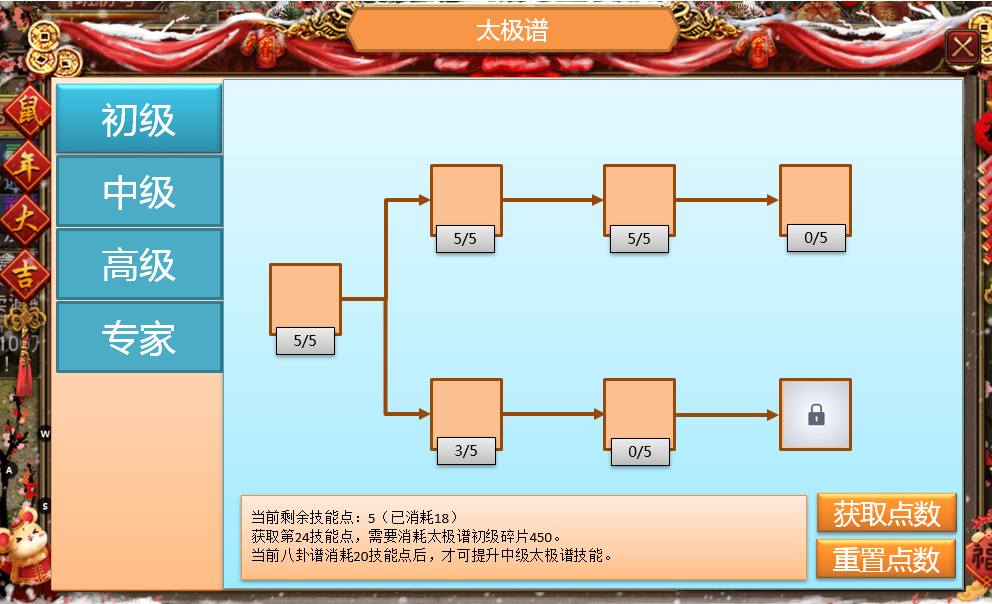 太极谱
鼠
年
大
吉
初级
中级
高级
专家
5/5
5/5
0/5
5/5
3/5
0/5
W
A
S
当前剩余技能点：5（已消耗18）
获取第24技能点，需要消耗太极谱初级碎片450。
当前八卦谱消耗20技能点后，才可提升中级太极谱技能。
获取点数
重置点数
福